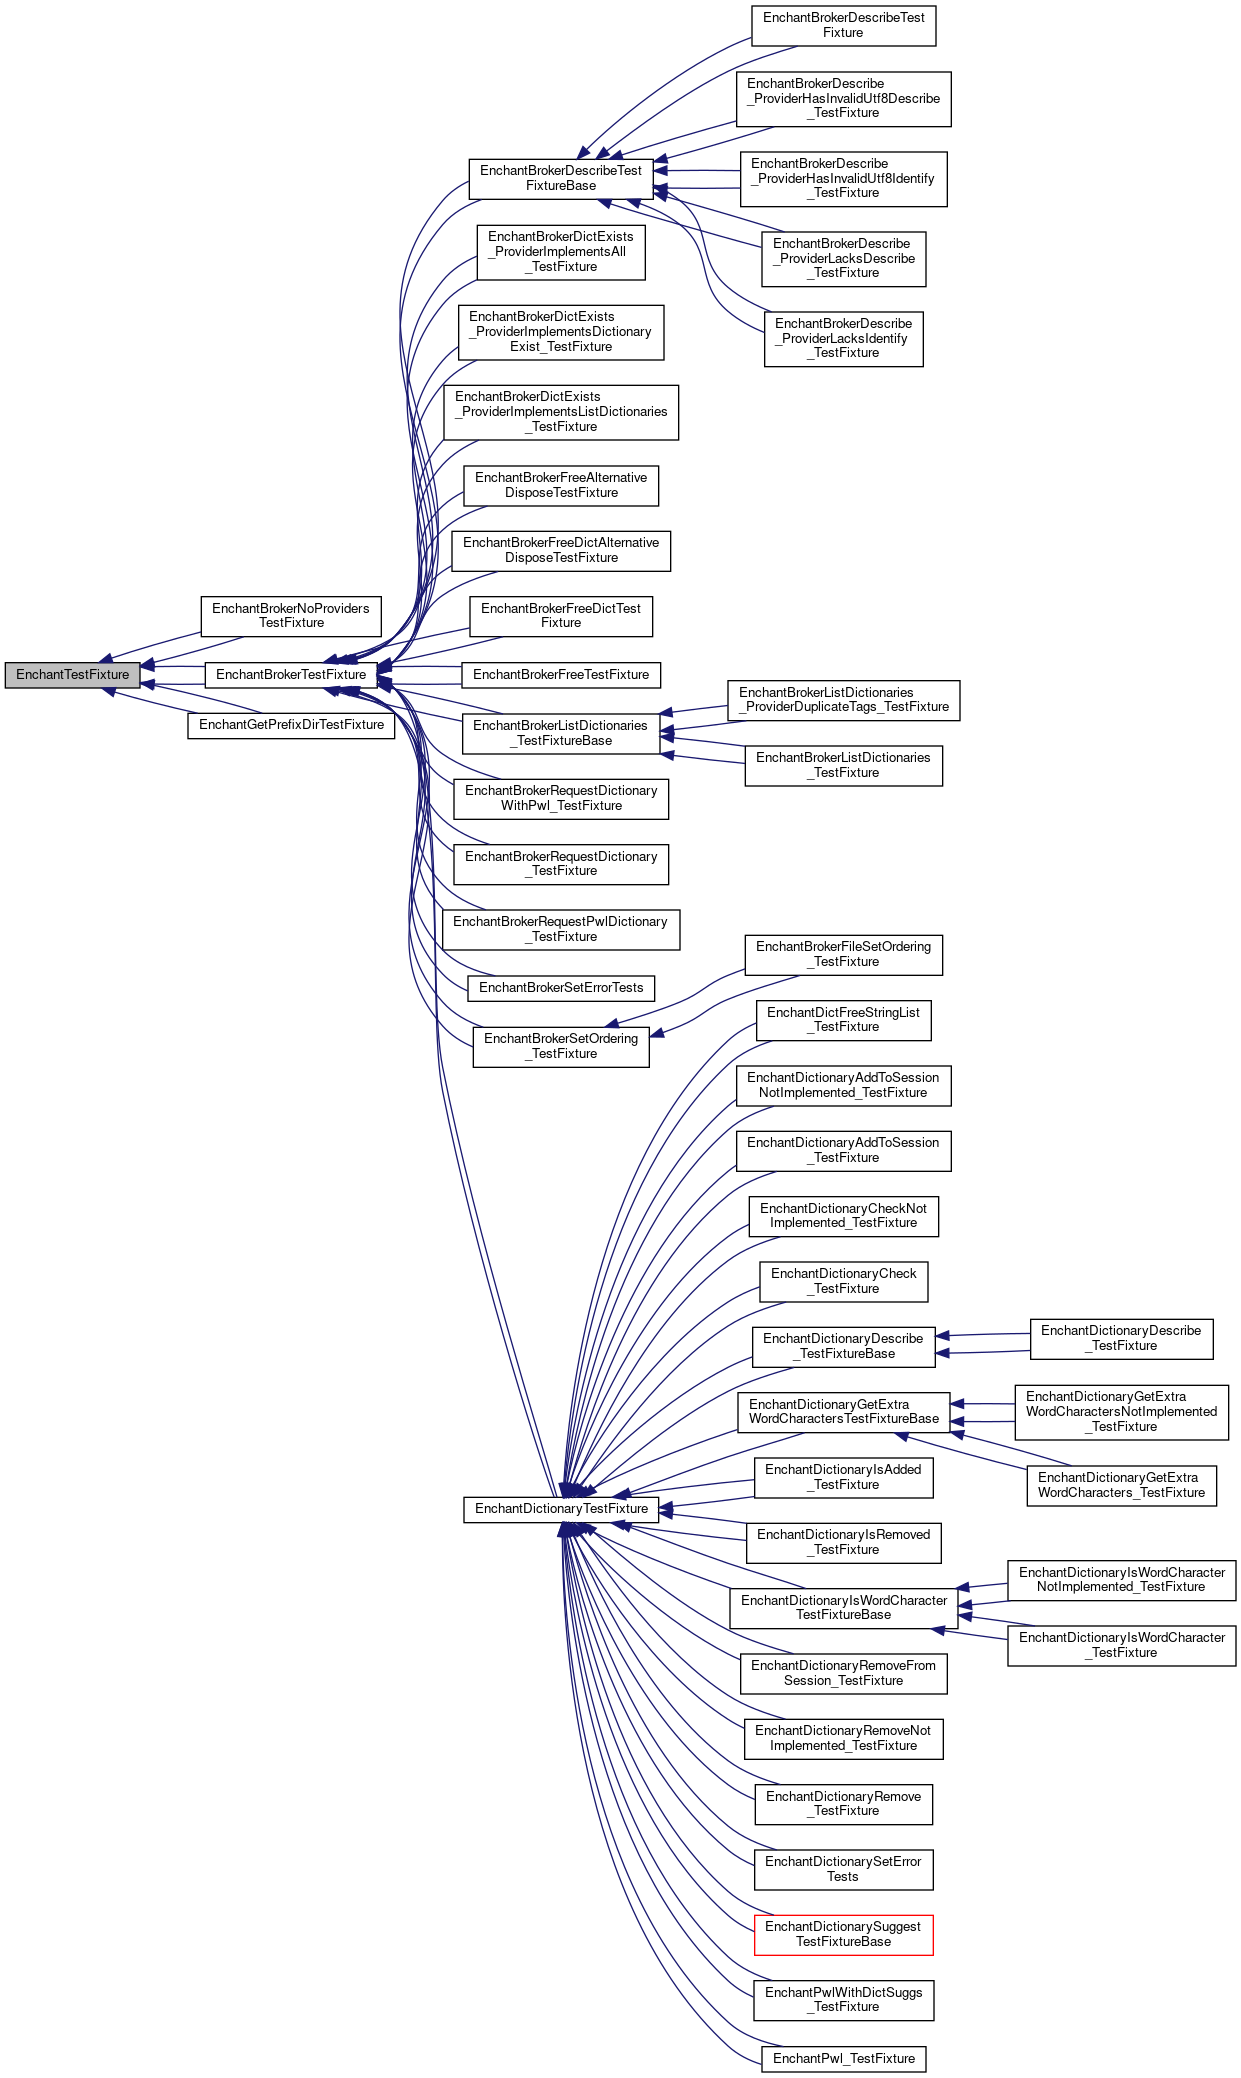 EnchantBrokerDescribeTest
Fixture
EnchantBrokerDescribe
_ProviderHasInvalidUtf8Describe
_TestFixture
EnchantBrokerDescribeTest
FixtureBase
EnchantBrokerDescribe
_ProviderHasInvalidUtf8Identify
_TestFixture
EnchantBrokerDictExists
_ProviderImplementsAll
_TestFixture
EnchantBrokerDescribe
_ProviderLacksDescribe
_TestFixture
EnchantBrokerDictExists
_ProviderImplementsDictionary
Exist_TestFixture
EnchantBrokerDescribe
_ProviderLacksIdentify
_TestFixture
EnchantBrokerDictExists
_ProviderImplementsListDictionaries
_TestFixture
EnchantBrokerFreeAlternative
DisposeTestFixture
EnchantBrokerFreeDictAlternative
DisposeTestFixture
EnchantBrokerNoProviders
TestFixture
EnchantBrokerFreeDictTest
Fixture
EnchantTestFixture
EnchantBrokerTestFixture
EnchantBrokerFreeTestFixture
EnchantGetPrefixDirTestFixture
EnchantBrokerListDictionaries
_TestFixtureBase
EnchantBrokerListDictionaries
_ProviderDuplicateTags_TestFixture
EnchantBrokerListDictionaries
_TestFixture
EnchantBrokerRequestDictionary
WithPwl_TestFixture
EnchantBrokerRequestDictionary
_TestFixture
EnchantBrokerRequestPwlDictionary
_TestFixture
EnchantBrokerSetErrorTests
EnchantBrokerFileSetOrdering
_TestFixture
EnchantBrokerSetOrdering
_TestFixture
EnchantDictFreeStringList
_TestFixture
EnchantDictionaryAddToSession
NotImplemented_TestFixture
EnchantDictionaryAddToSession
_TestFixture
EnchantDictionaryCheckNot
Implemented_TestFixture
EnchantDictionaryCheck
_TestFixture
EnchantDictionaryDescribe
_TestFixtureBase
EnchantDictionaryDescribe
_TestFixture
EnchantDictionaryGetExtra
WordCharactersTestFixtureBase
EnchantDictionaryGetExtra
WordCharactersNotImplemented
_TestFixture
EnchantDictionaryIsAdded
_TestFixture
EnchantDictionaryGetExtra
WordCharacters_TestFixture
EnchantDictionaryTestFixture
EnchantDictionaryIsRemoved
_TestFixture
EnchantDictionaryIsWordCharacter
TestFixtureBase
EnchantDictionaryIsWordCharacter
NotImplemented_TestFixture
EnchantDictionaryIsWordCharacter
_TestFixture
EnchantDictionaryRemoveFrom
Session_TestFixture
EnchantDictionaryRemoveNot
Implemented_TestFixture
EnchantDictionaryRemove
_TestFixture
EnchantDictionarySetError
Tests
EnchantDictionarySuggest
TestFixtureBase
EnchantPwlWithDictSuggs
_TestFixture
EnchantPwl_TestFixture